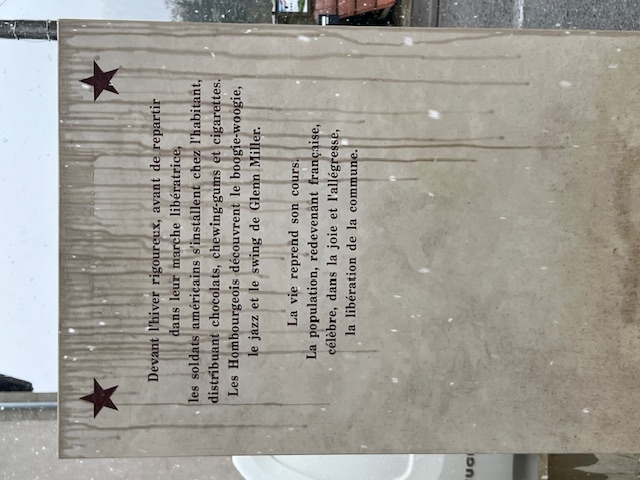 Devant l'hiver rigoureux, avant de repartir
dans leur marche libératrice,
les soldats américains s'installent chez l'habitant,
distribuant chocolats, chewing-gums et cigarettes.
Les Hombourgeois découvrent le boogie-woogie,
le jazz et le swing de Glenn Miller.
La vie reprend son cours.
La population, redevenant française,
célèbre, dans la joie et l'allégresse,
la libération de la commune.